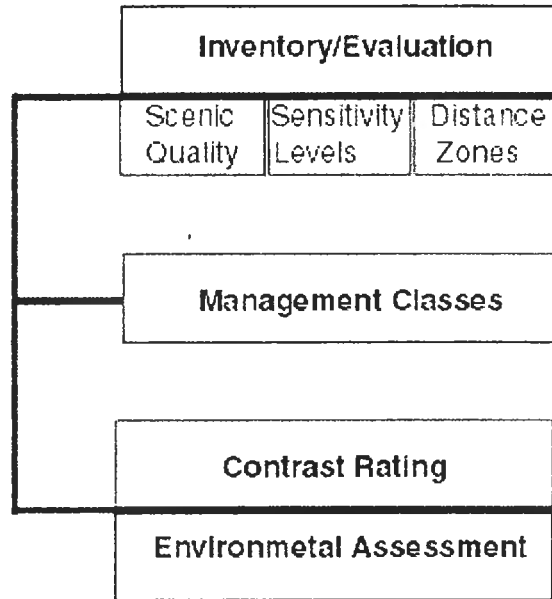 Inventory/Evaluation
Scenic Sensitivity Distance
Quality Levels Zones
Management Classes
Contrast Rating
Environmetal Assessment